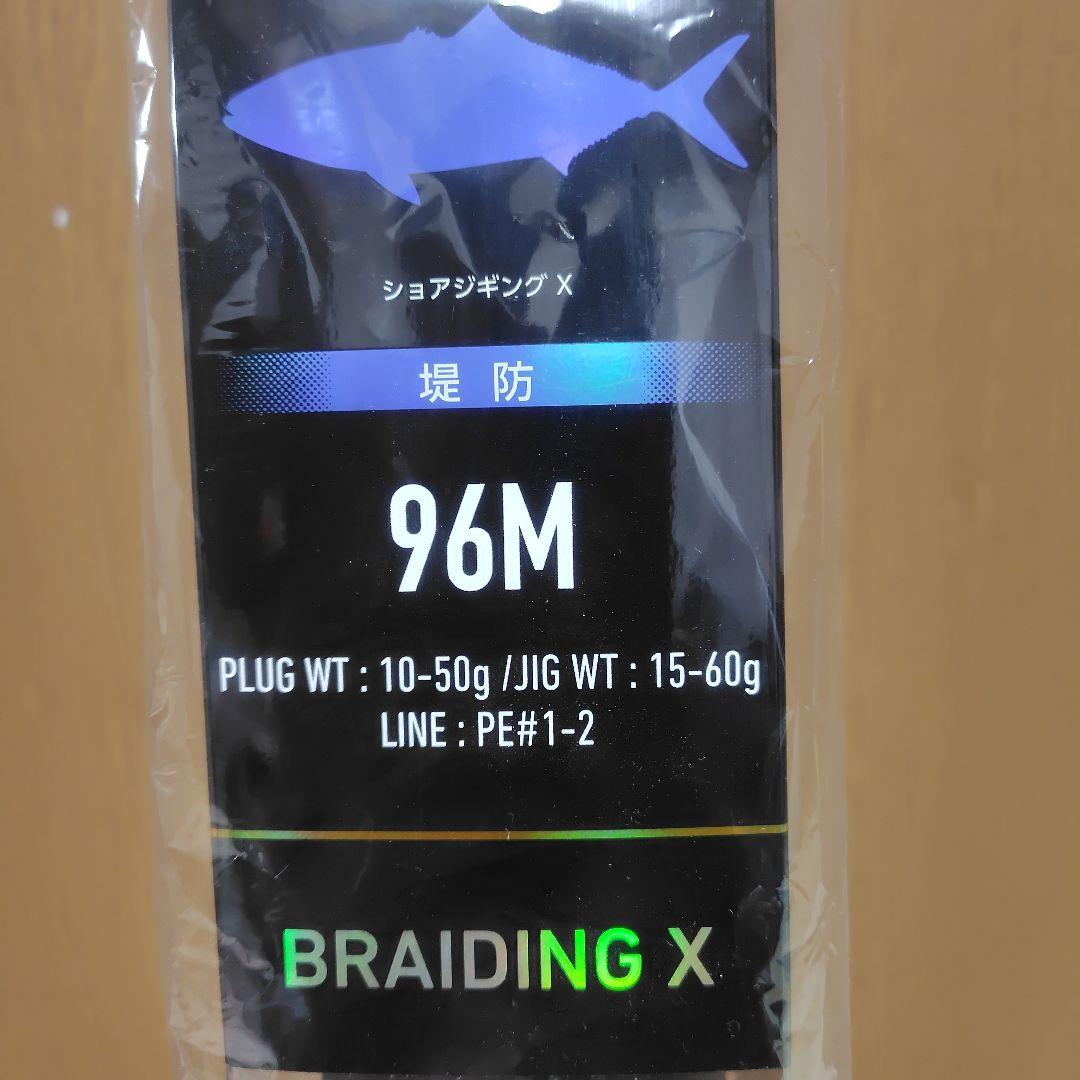 ショアジギング X
堤 防
96M
PLUG WT : 10-50g /JIG WT : 15-60g
LINE : PE#1-2
BRAIDING X